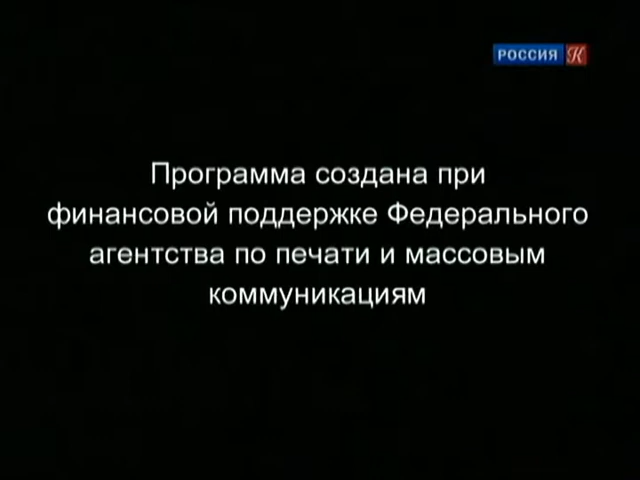 РОССИЯ К
Программа создана при
финансовой поддержке Федерального
агентства по печати и массовым
коммуникациям